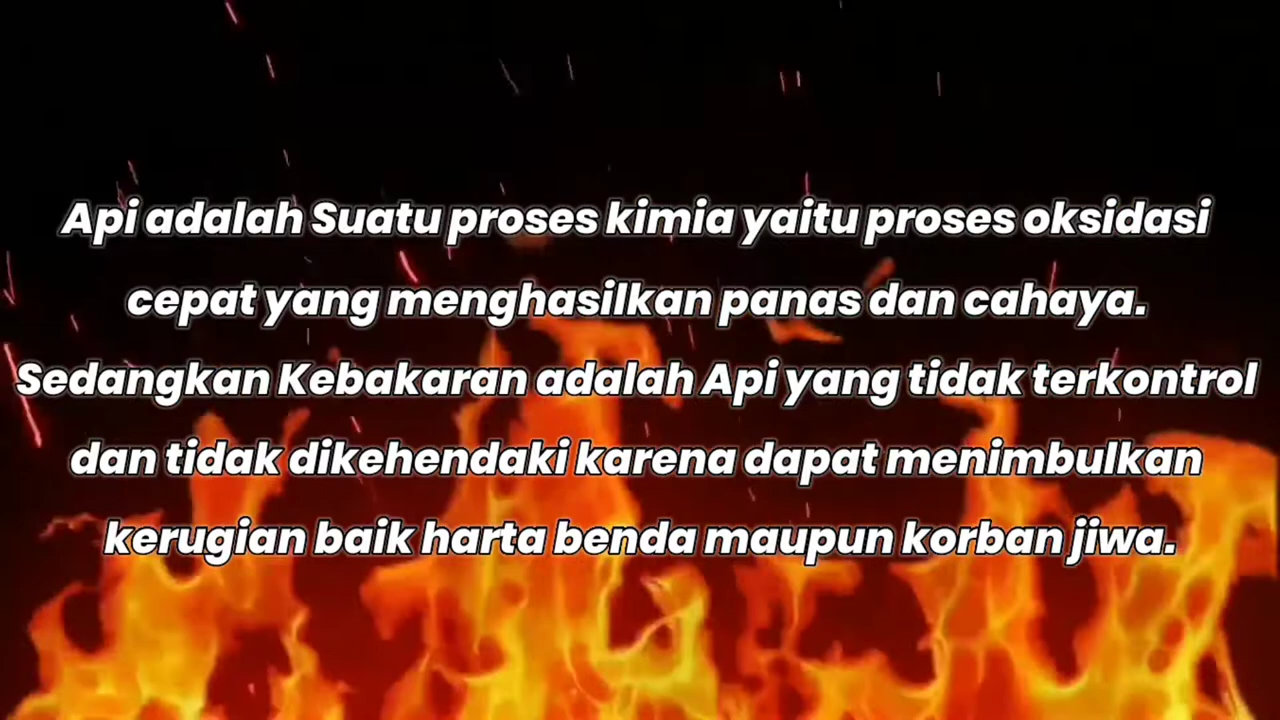 Api adalah Suatu proses kimia yaitu proses oksidasi
cepat yang menghasilkan panas dan cahaya.
Sedangkan Kebakaran adalah Api yang tidak terkontrol
dan tidak dikehendaki karena dapat menimbulkan
kerugian baik harta benda maupun korban jiwa.